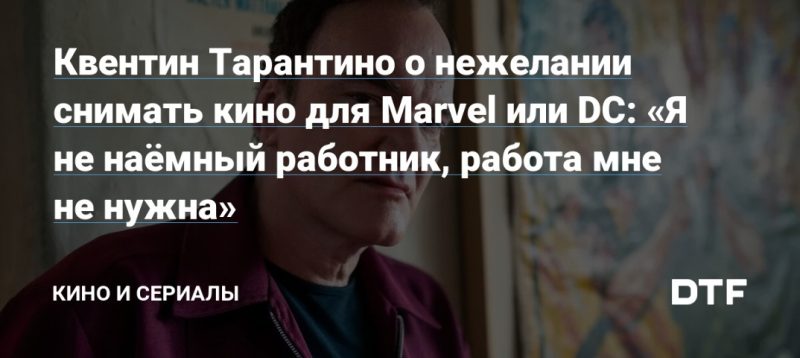 Квентин Тарантино о нежелании
снимать кино для Marvel или DC: «Я
не наёмный работник, работа мне
не нужна»
КИНО И СЕРИАЛЫ
DTF